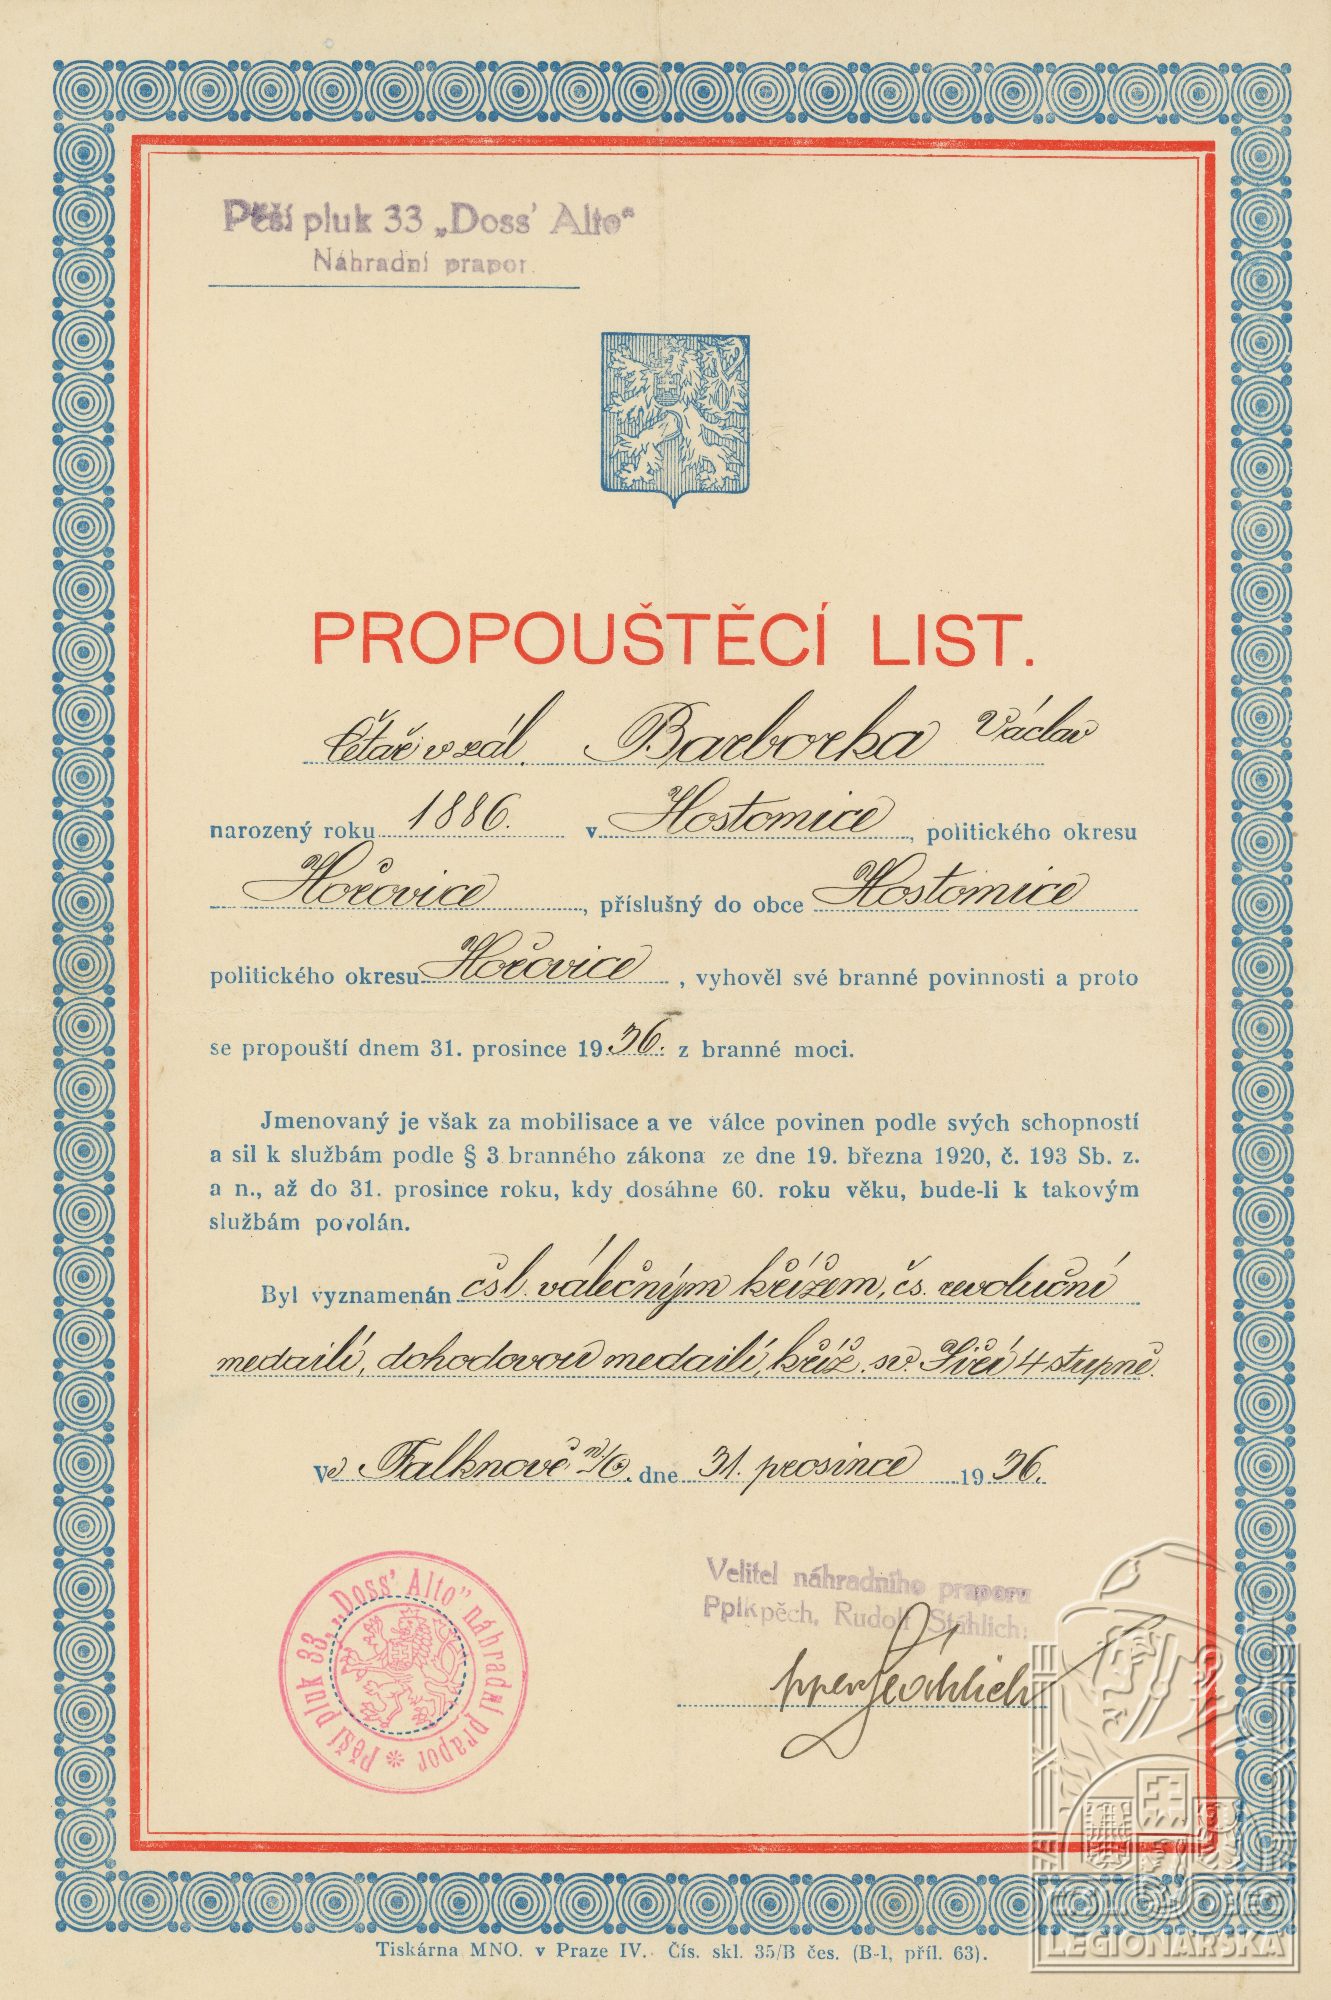 Pěší pluk 33 „Doss' Alto"
Náhradní prapor
PROPOUŠTĚCÍ LIST.
Četař v zál. Barborka Václav
narozený roku 1886. v Hostomice, politického okresu
Hořovice, příslušný do obce Hostomice
politického okresu Hořovice, vyhověl své branné povinnosti a proto
se propouští dnem 31. prosince 1936. z branné moci.
Jmenovaný je však za mobilisace a ve válce povinen podle svých schopností
a sil k službám podle § 3 branného zákona ze dne 19. března 1920, č. 193 Sb. z.
a n., až do 31. prosince roku, kdy dosáhne 60. roku věku, bude-li k takovým
službám povolán.
Byl vyznamenán čsl. válečným křížem, čs. revoluční
medailí, dohodovou medailí, kříž. sv. Jiří 4 stupně.
Ve Falknově n/O. dne 31. prosince 1936.
Pěší pluk 33 „Doss' Alto" náhradní prapor
Velitel náhradního praporu
Pplk pěch. Rudolf Stáhlich.
ČSL. OBEC
LEGIONÁŘSKÁ
Tiskárna MNO. v Praze IV. Čís. skl. 35/B čes. (B-I, příl. 63).